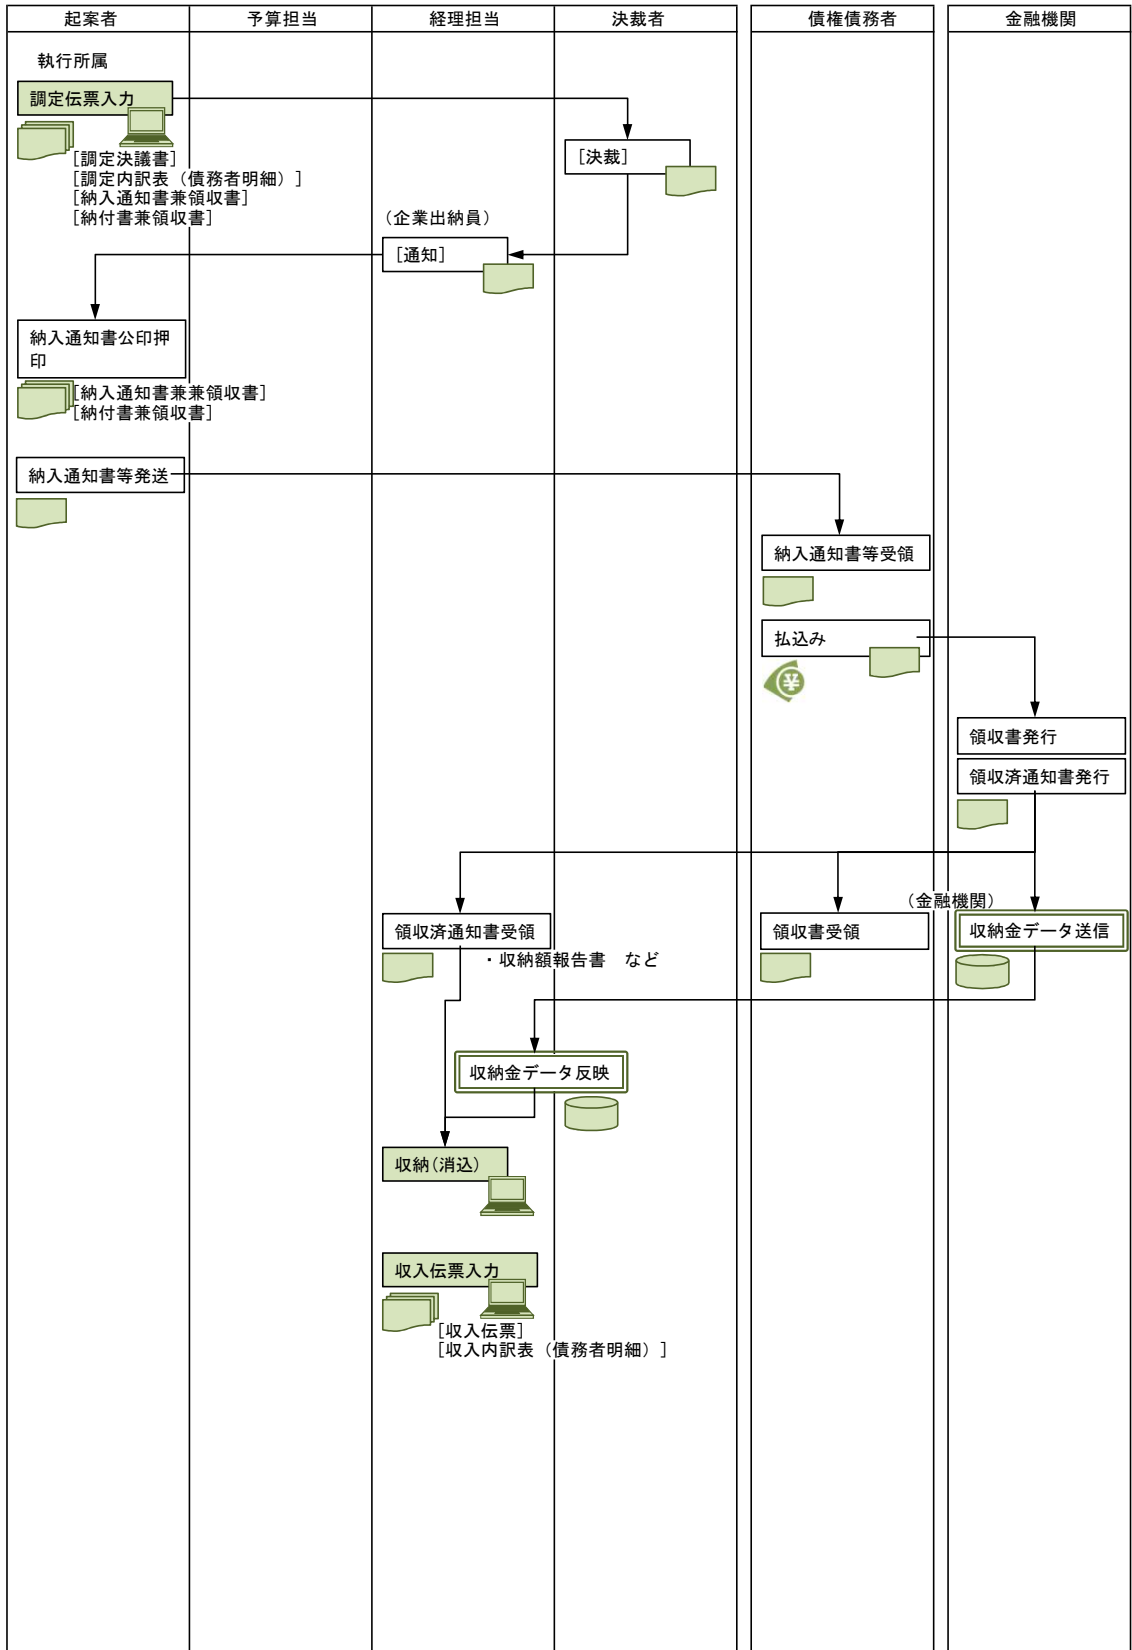 起案者
予算担当
経理担当
決裁者
債権債務者
金融機関
執行所属
調定伝票入力
[調定決議書]
[調定内訳表（債務者明細）]
[納入通知書兼領収書]
[納付書兼領収書]
[決裁]
（企業出納員）
[通知]
納入通知書公印押
印
[納入通知書兼兼領収書]
[納付書兼領収書]
納入通知書等発送
納入通知書等受領
払込み
¥
領収書発行
領収済通知書発行
（金融機関）
領収済通知書受領
領収書受領
収納金データ送信
・収納額報告書　など
収納金データ反映
収納(消込)
収入伝票入力
[収入伝票]
[収入内訳表（債務者明細）]